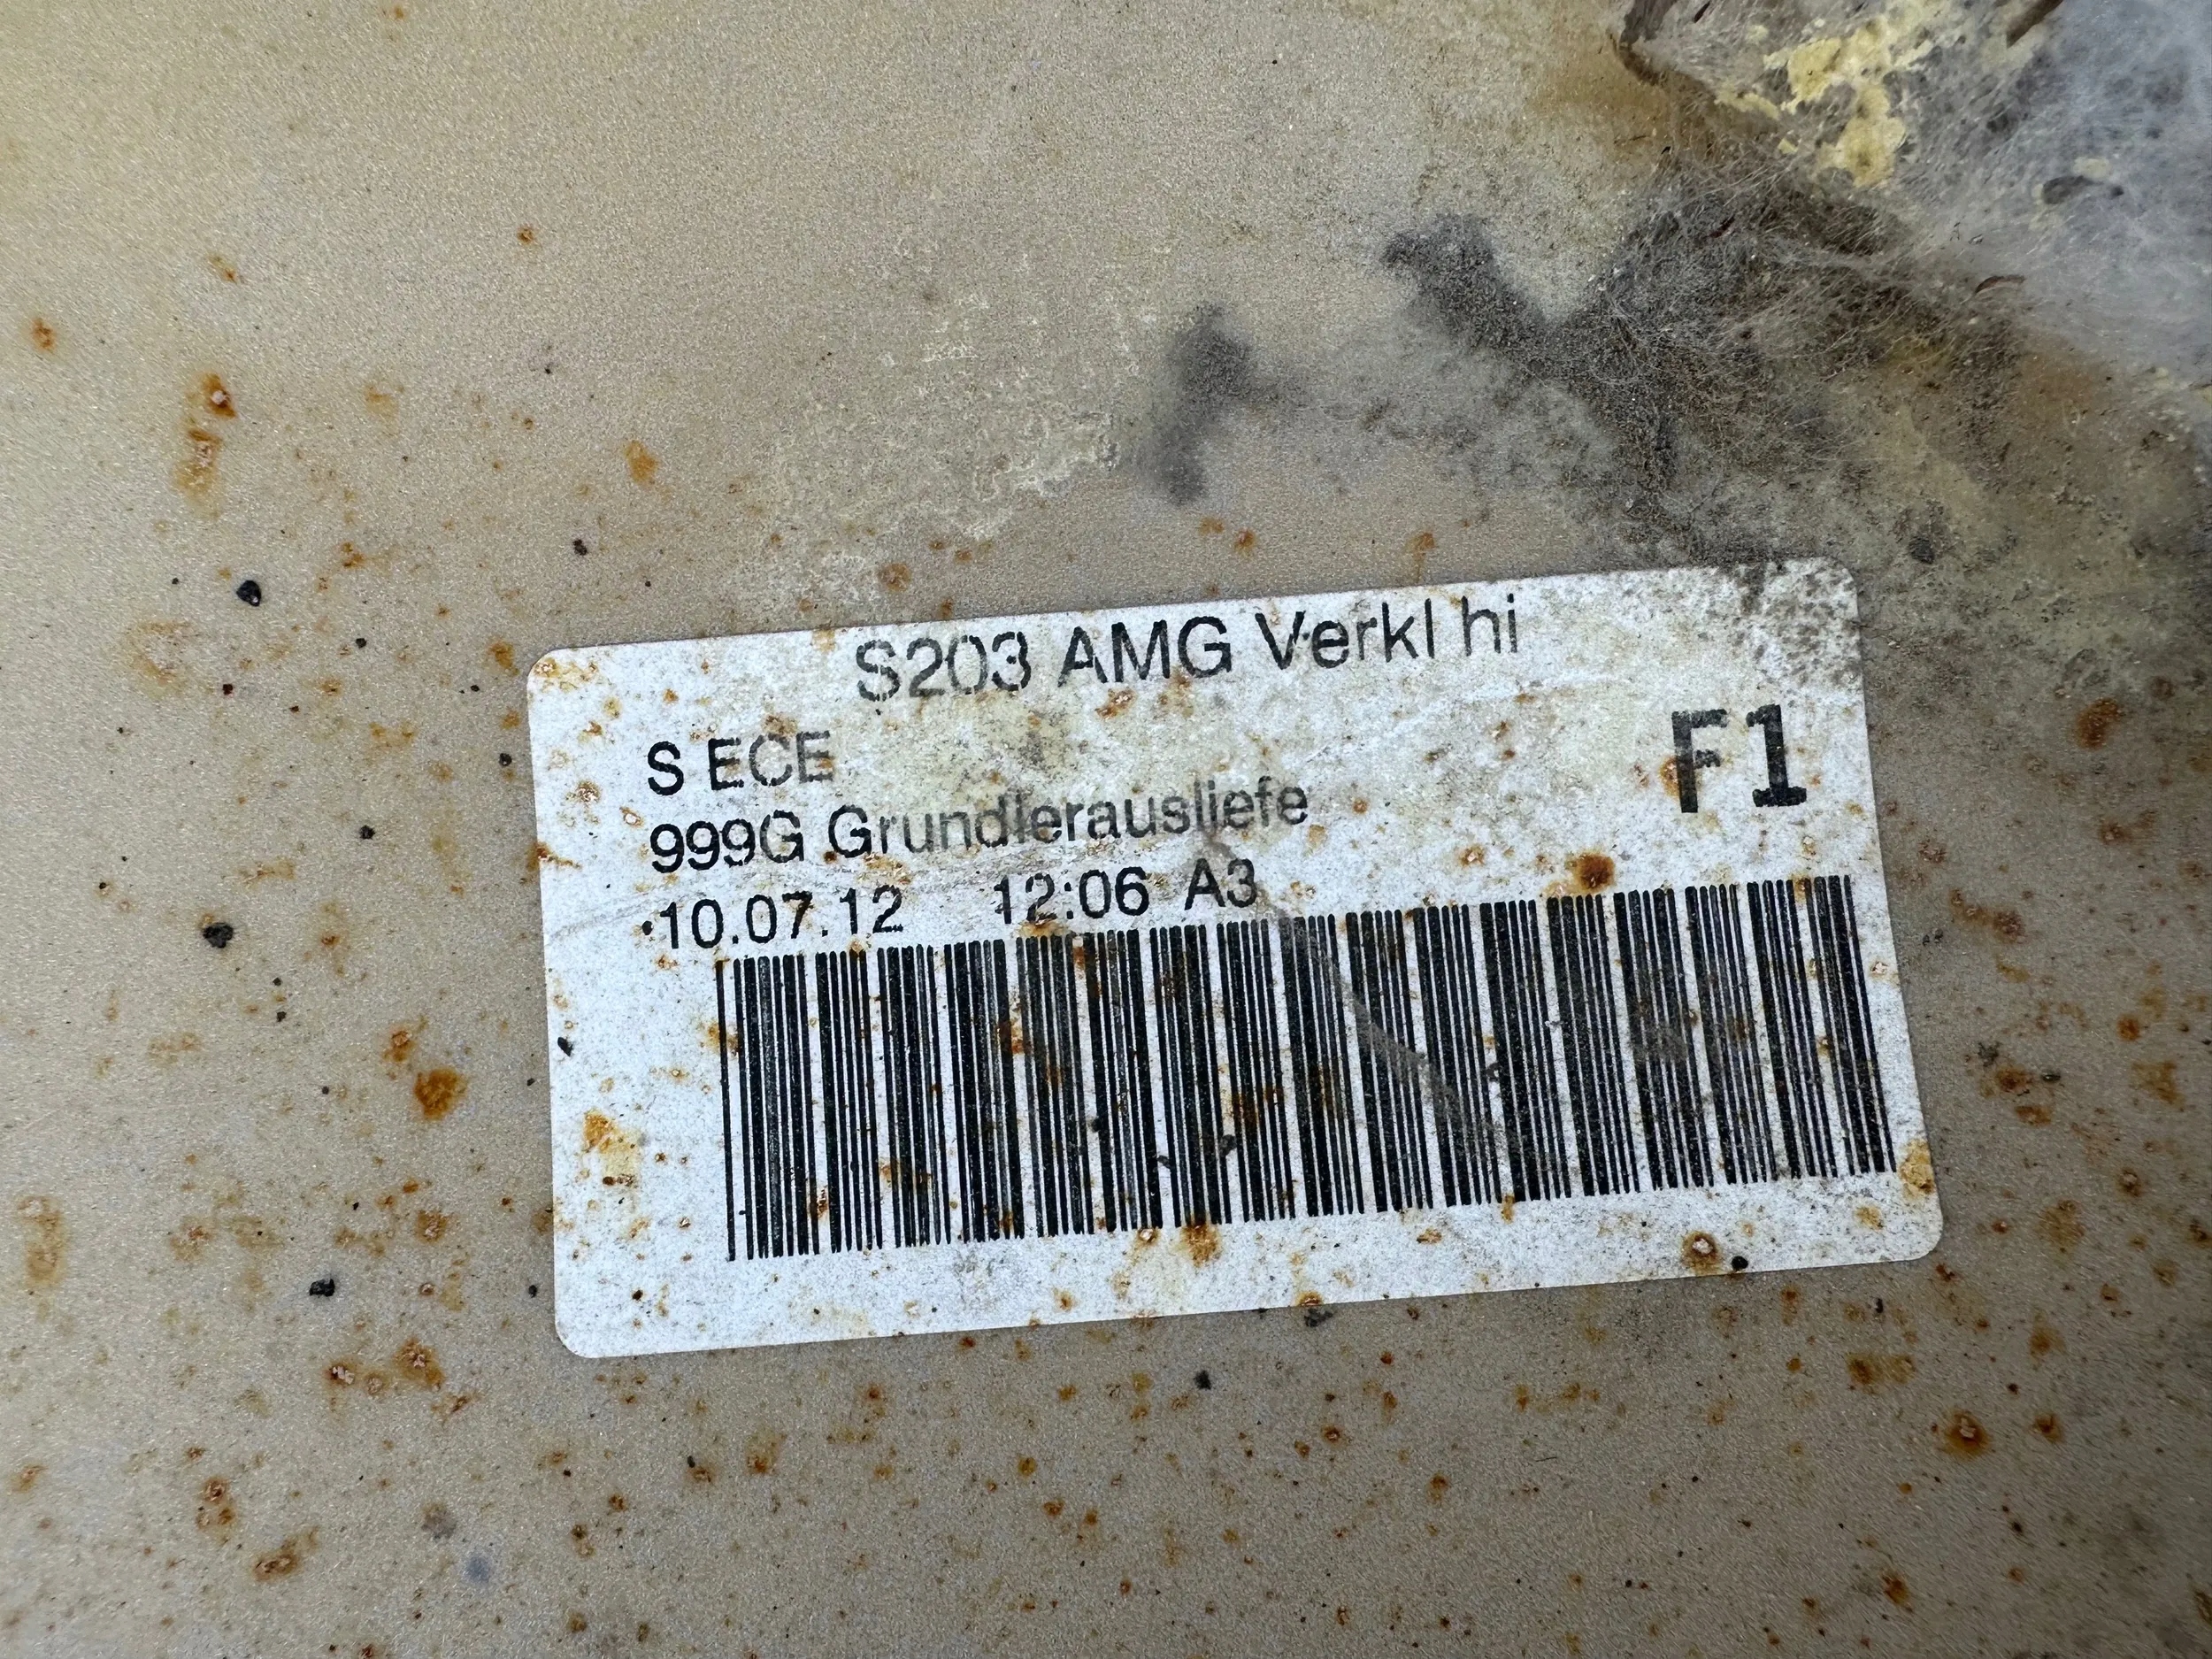 S203 AMG Verkl hi
S ECE
F1
999G Grundlerausliefe
10.07.12 12:06 A3